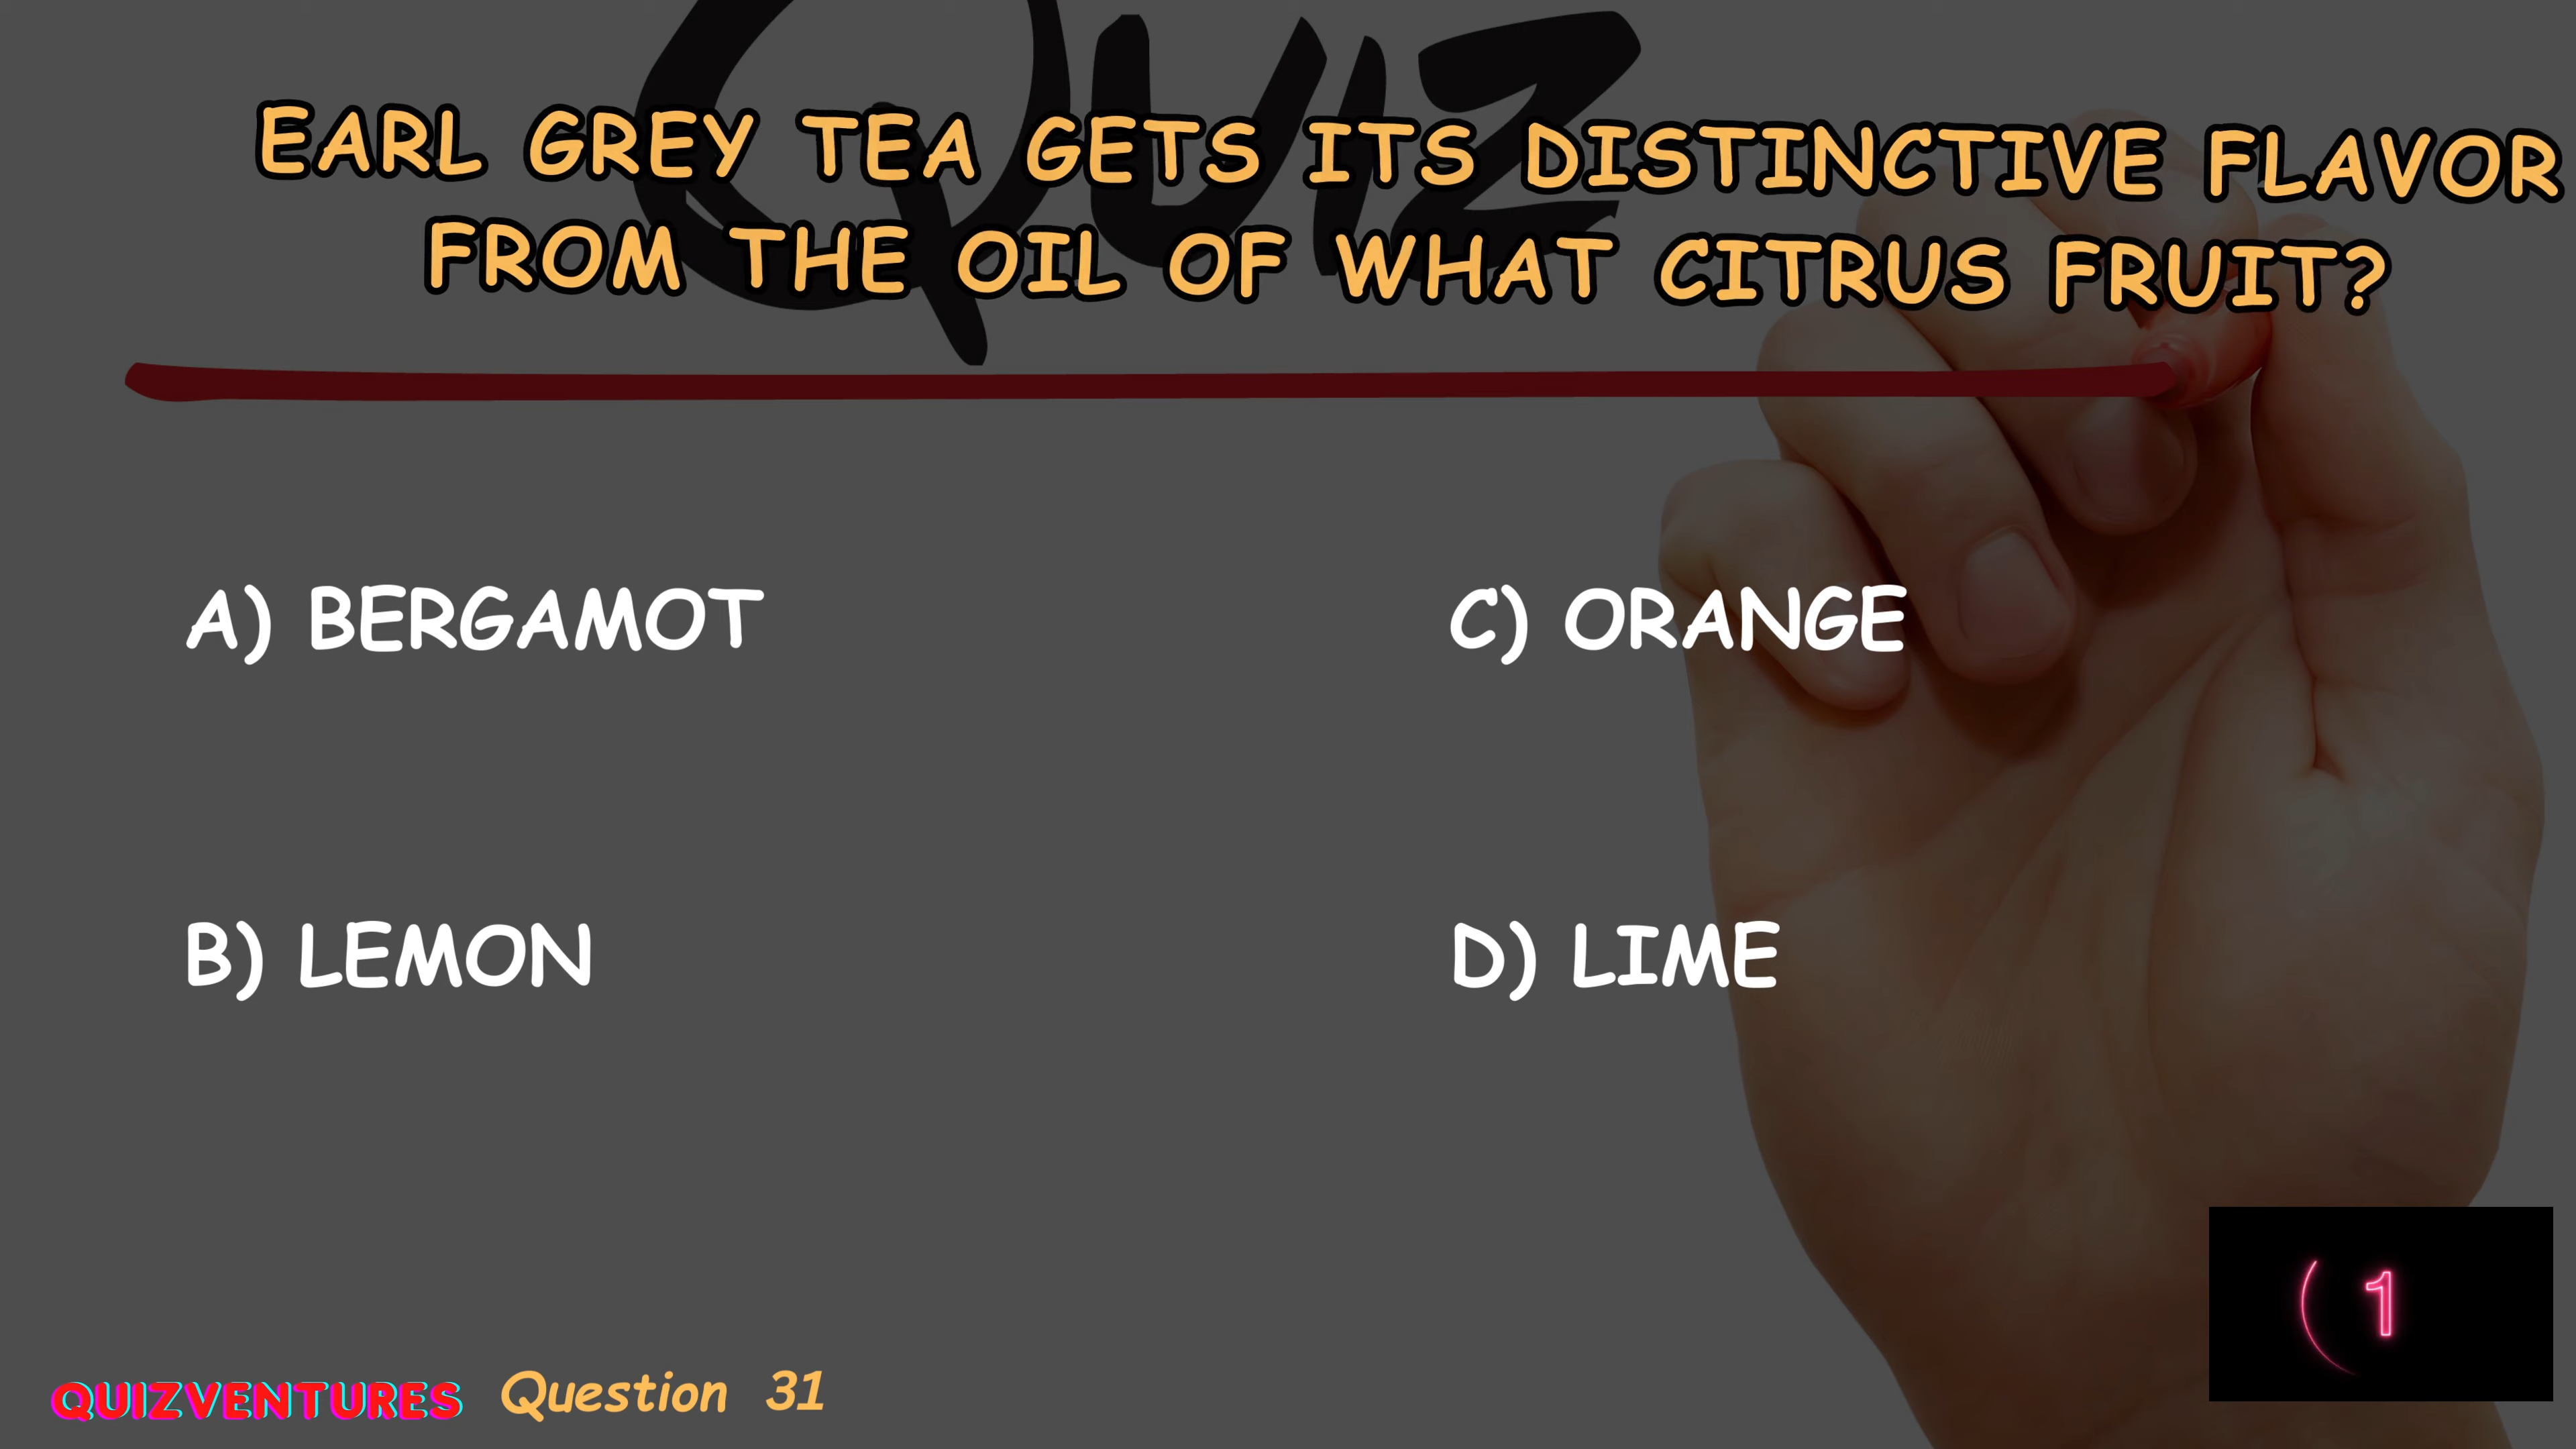 QUIZ
EARL GREY TEA GETS ITS DISTINCTIVE FLAVOR
FROM THE OIL OF WHAT CITRUS FRUIT?
A) BERGAMOT
C) ORANGE
B) LEMON
D) LIME
1
QUIZVENTURES Question 31